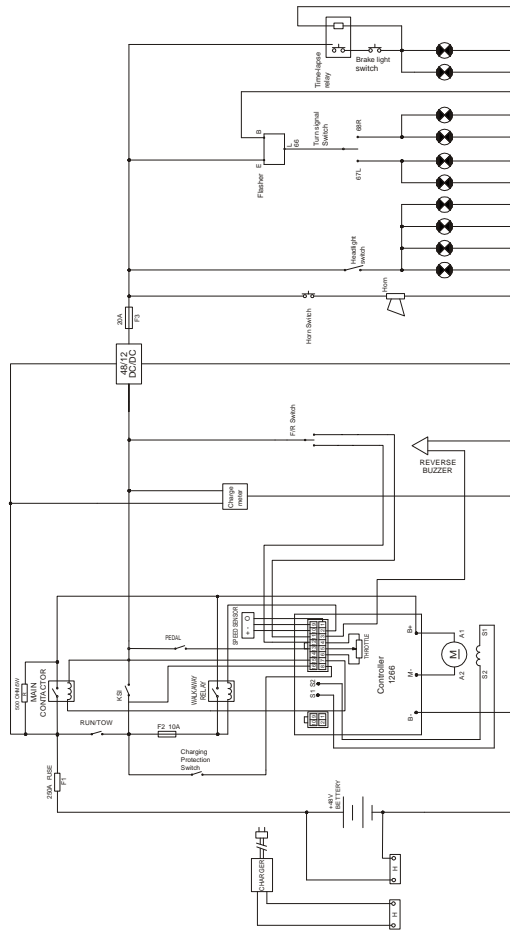 Time-lapse
relay
Brake light
switch
Flasher
E
B
L
66
Turn signal
Switch
68R
67L
Headlight
switch
Horn Switch
Horn
20A
F3
48/12
DC/DC
F/R Switch
Charge
meter
REVERSE
BUZZER
SPEED SENSOR
PEDAL
500 OHM/5W
R
MAIN
CONTACTOR
KSI
WALKAWAY
RELAY
RUN/TOW
F2 10A
Charging
Protection
Switch
THROTTLE
Controller
1266
S1 S2
B+
M-
B-
A1
M
A2
S1
S2
250A FUSE
F1
+48V
BETTERY
CHARGER
H
H